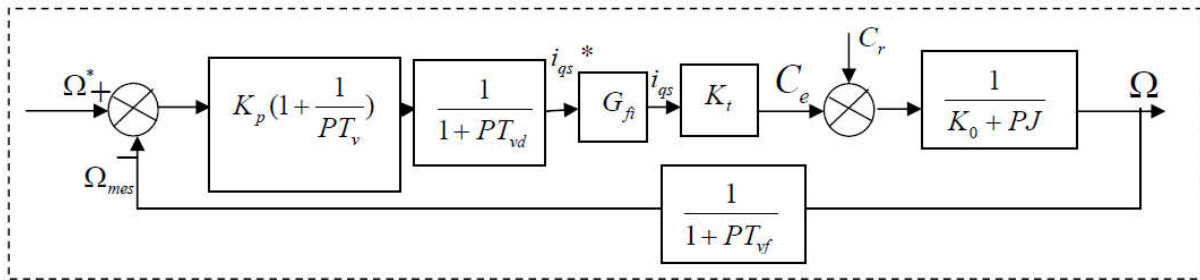 Ω*
+
−
Ω_mes
K_p(1+1/PT_v)
1/(1+PT_vd)
i_qs*
G_fi
i_qs
K_t
C_e
C_r
1/(K_0+PJ)
Ω
1/(1+PT_vf)